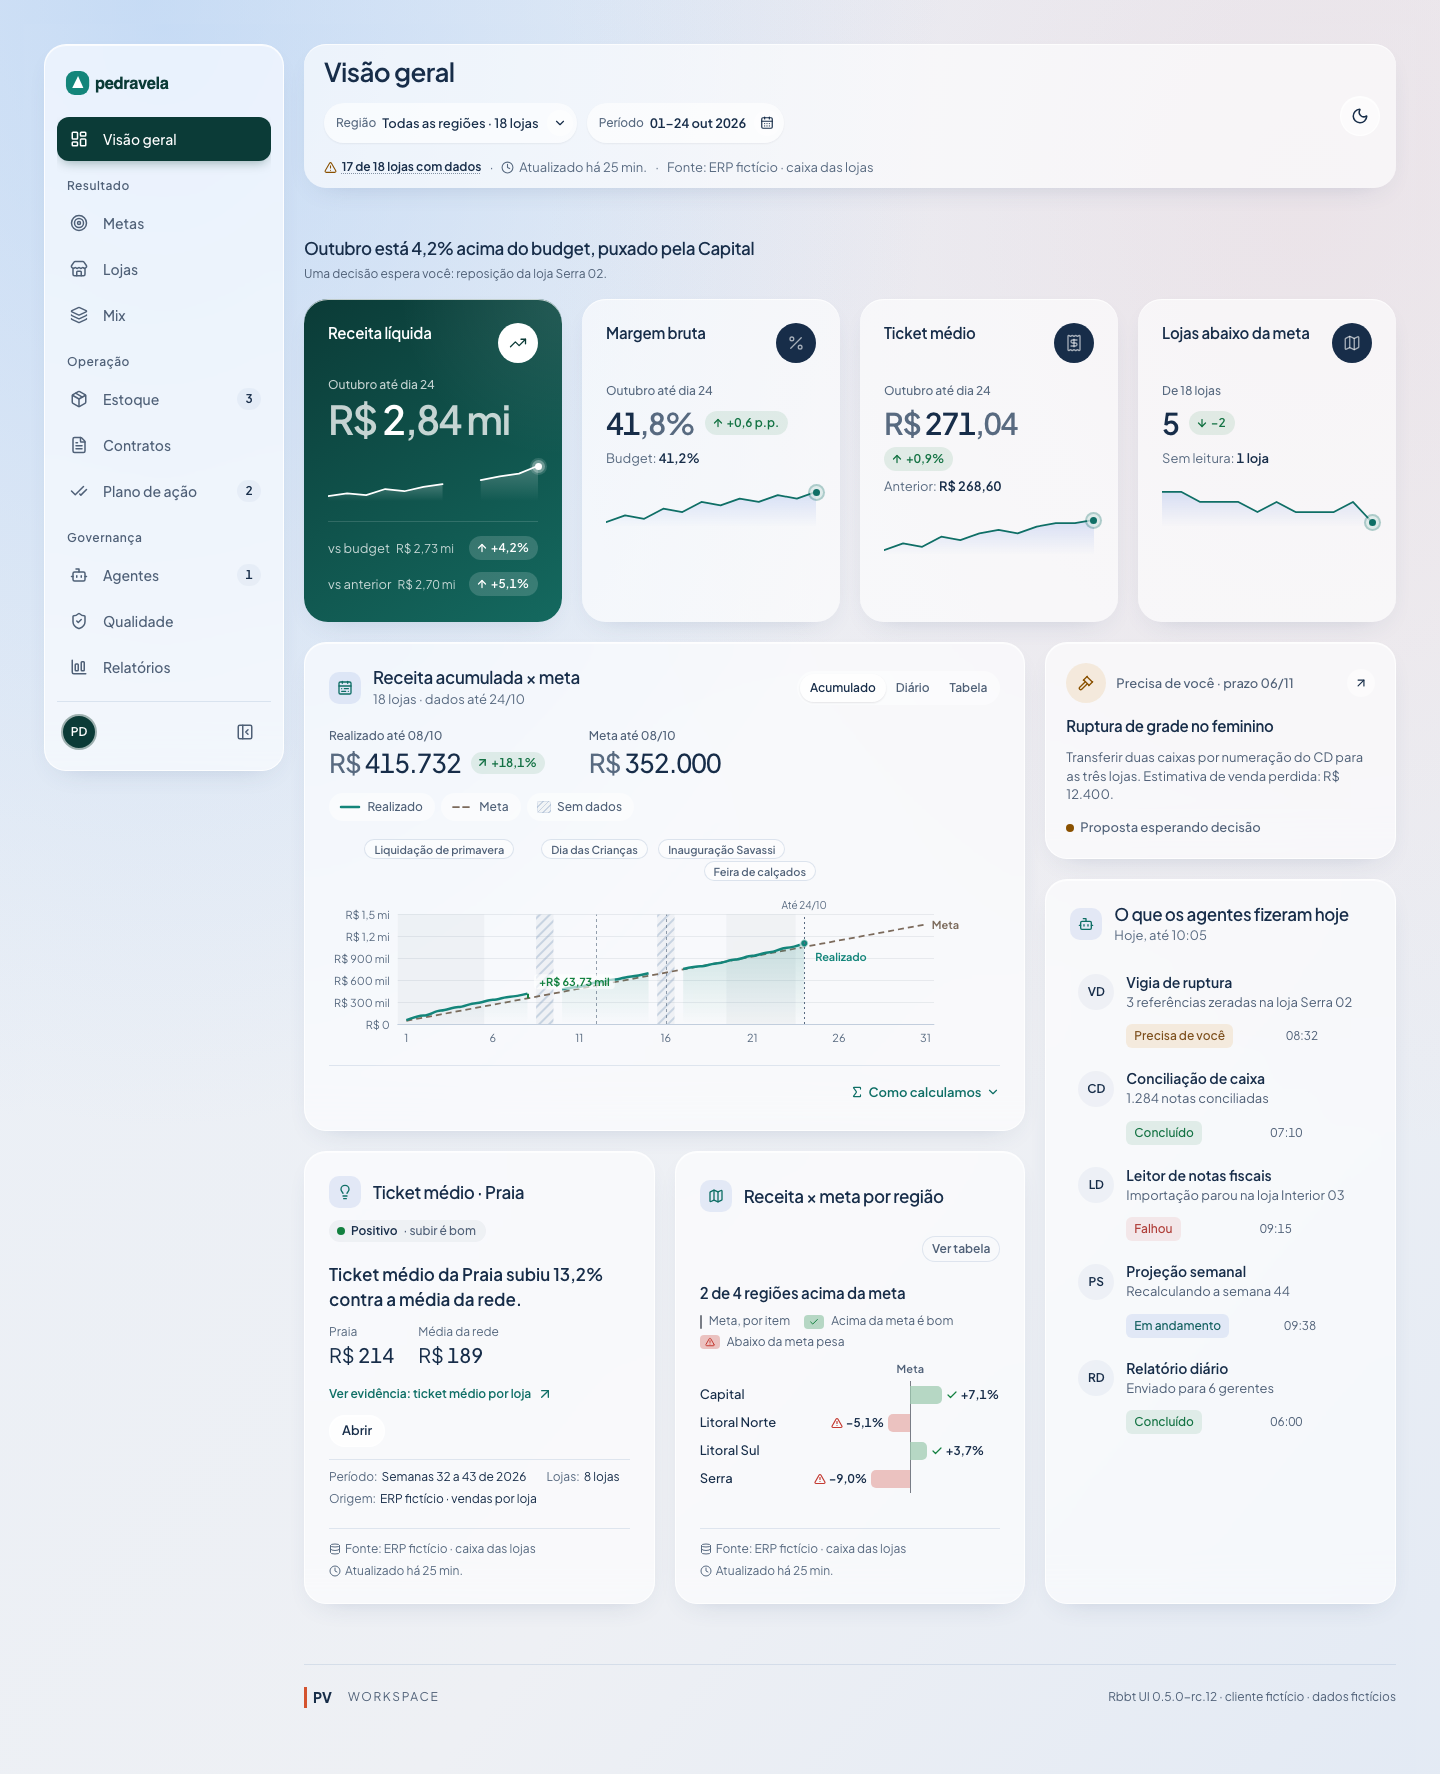 pedravela
Visão geral
Resultado
Metas
Lojas
Mix
Operação
Estoque 3
Contratos
Plano de ação 2
Governança
Agentes 1
Qualidade
Relatórios
PD
Visão geral
Região Todas as regiões · 18 lojas
Período 01–24 out 2026
17 de 18 lojas com dados · Atualizado há 25 min. · Fonte: ERP fictício · caixa das lojas
Outubro está 4,2% acima do budget, puxado pela Capital
Uma decisão espera você: reposição da loja Serra 02.
Receita líquida
Outubro até dia 24
R$ 2,84 mi
vs budget R$ 2,73 mi +4,2%
vs anterior R$ 2,70 mi +5,1%
Margem bruta
Outubro até dia 24
41,8% +0,6 p.p.
Budget: 41,2%
Ticket médio
Outubro até dia 24
R$ 271,04
+0,9%
Anterior: R$ 268,60
Lojas abaixo da meta
De 18 lojas
5 −2
Sem leitura: 1 loja
Receita acumulada × meta
18 lojas · dados até 24/10
Acumulado Diário Tabela
Realizado até 08/10
R$ 415.732 +18,1%
Meta até 08/10
R$ 352.000
Realizado Meta Sem dados
Liquidação de primavera Dia das Crianças Inauguração Savassi
Feira de calçados
Até 24/10
R$ 1,5 mi
R$ 1,2 mi
R$ 900 mil
R$ 600 mil
R$ 300 mil
R$ 0
Meta
Realizado
+R$ 63,73 mil
1 6 11 16 21 26 31
Como calculamos
Precisa de você · prazo 06/11
Ruptura de grade no feminino
Transferir duas caixas por numeração do CD para
as três lojas. Estimativa de venda perdida: R$
12.400.
Proposta esperando decisão
O que os agentes fizeram hoje
Hoje, até 10:05
VD Vigia de ruptura
3 referências zeradas na loja Serra 02
Precisa de você 08:32
CD Conciliação de caixa
1.284 notas conciliadas
Concluído 07:10
LD Leitor de notas fiscais
Importação parou na loja Interior 03
Falhou 09:15
PS Projeção semanal
Recalculando a semana 44
Em andamento 09:38
RD Relatório diário
Enviado para 6 gerentes
Concluído 06:00
Ticket médio · Praia
Positivo · subir é bom
Ticket médio da Praia subiu 13,2%
contra a média da rede.
Praia Média da rede
R$ 214 R$ 189
Ver evidência: ticket médio por loja
Abrir
Período: Semanas 32 a 43 de 2026 Lojas: 8 lojas
Origem: ERP fictício · vendas por loja
Fonte: ERP fictício · caixa das lojas
Atualizado há 25 min.
Receita × meta por região
Ver tabela
2 de 4 regiões acima da meta
Meta, por item Acima da meta é bom
Abaixo da meta pesa
Meta
Capital +7,1%
Litoral Norte −5,1%
Litoral Sul +3,7%
Serra −9,0%
Fonte: ERP fictício · caixa das lojas
Atualizado há 25 min.
PV WORKSPACE
Rbbt UI 0.5.0-rc.12 · cliente fictício · dados fictícios